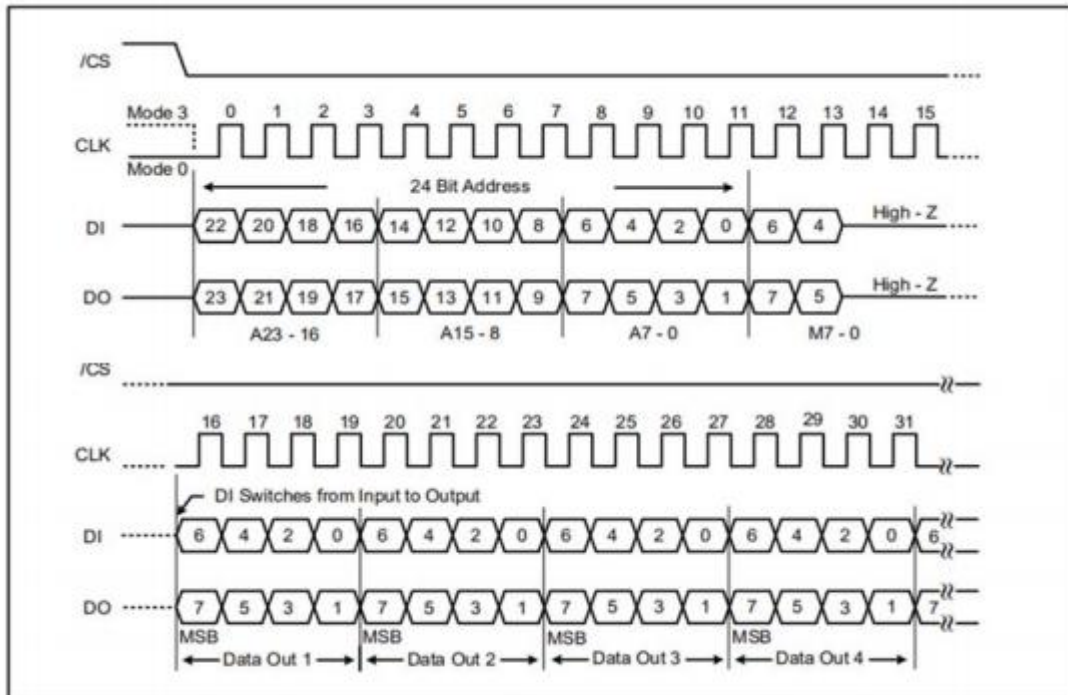 /CS
Mode 3 0 1 2 3 4 5 6 7 8 9 10 11 12 13 14 15
CLK
Mode 0
24 Bit Address
DI 22 20 18 16 14 12 10 8 6 4 2 0 6 4 High - Z
DO 23 21 19 17 15 13 11 9 7 5 3 1 7 5 High - Z
A23 - 16 A15 - 8 A7 - 0 M7 - 0
/CS
16 17 18 19 20 21 22 23 24 25 26 27 28 29 30 31
CLK
DI Switches from Input to Output
DI 6 4 2 0 6 4 2 0 6 4 2 0 6 4 2 0 6
DO 7 5 3 1 7 5 3 1 7 5 3 1 7 5 3 1 7
MSB MSB MSB MSB
Data Out 1 Data Out 2 Data Out 3 Data Out 4